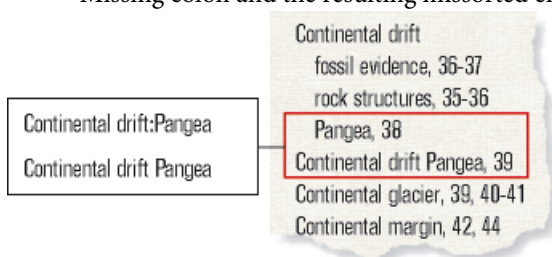 Missing colon and the resulting missorted
Continental drift
fossil evidence, 36-37
rock structures, 35-36
Pangea, 38
Continental drift Pangea, 39
Continental glacier, 39, 40-41
Continental margin, 42, 44
Continental drift:Pangea
Continental drift Pangea